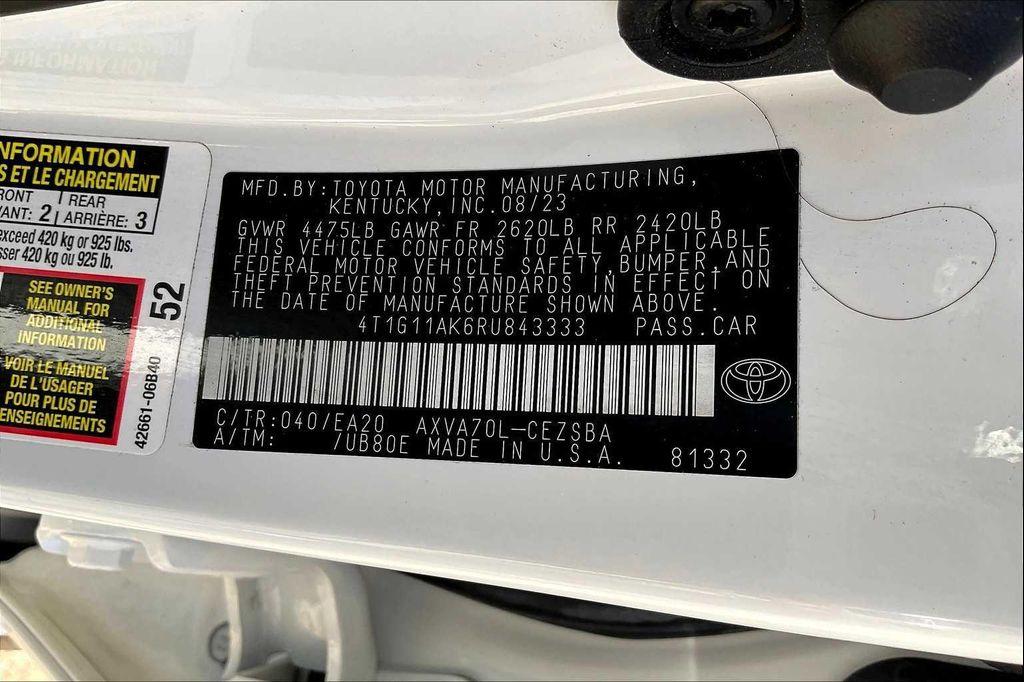 NFORMATION
S ET LE CHARGEMENT
RONT
VANT: 2
REAR
ARRIÈRE: 3
exceed 420 kg or 925 lbs.
sser 420 kg ou 925 lb.
SEE OWNER'S
MANUAL FOR
ADDITIONAL
INFORMATION
VOIR LE MANUEL
DE L'USAGER
POUR PLUS DE
ENSEIGNEMENTS
52
42661-06B40
MFD.BY:TOYOTA MOTOR MANUFACTURING,
KENTUCKY,INC.08/23
GVWR 4475LB GAWR FR 2620LB RR 2420LB
THIS VEHICLE CONFORMS TO ALL APPLICABLE
FEDERAL MOTOR VEHICLE SAFETY,BUMPER,AND
THEFT PREVENTION STANDARDS IN EFFECT ON
THE DATE OF MANUFACTURE SHOWN ABOVE.
4T1G11AK6RU843333 PASS.CAR
C/TR:040/EA20 AXVA70L-CEZSBA
A/TM: /UB80E MADE IN U.S.A. 81332